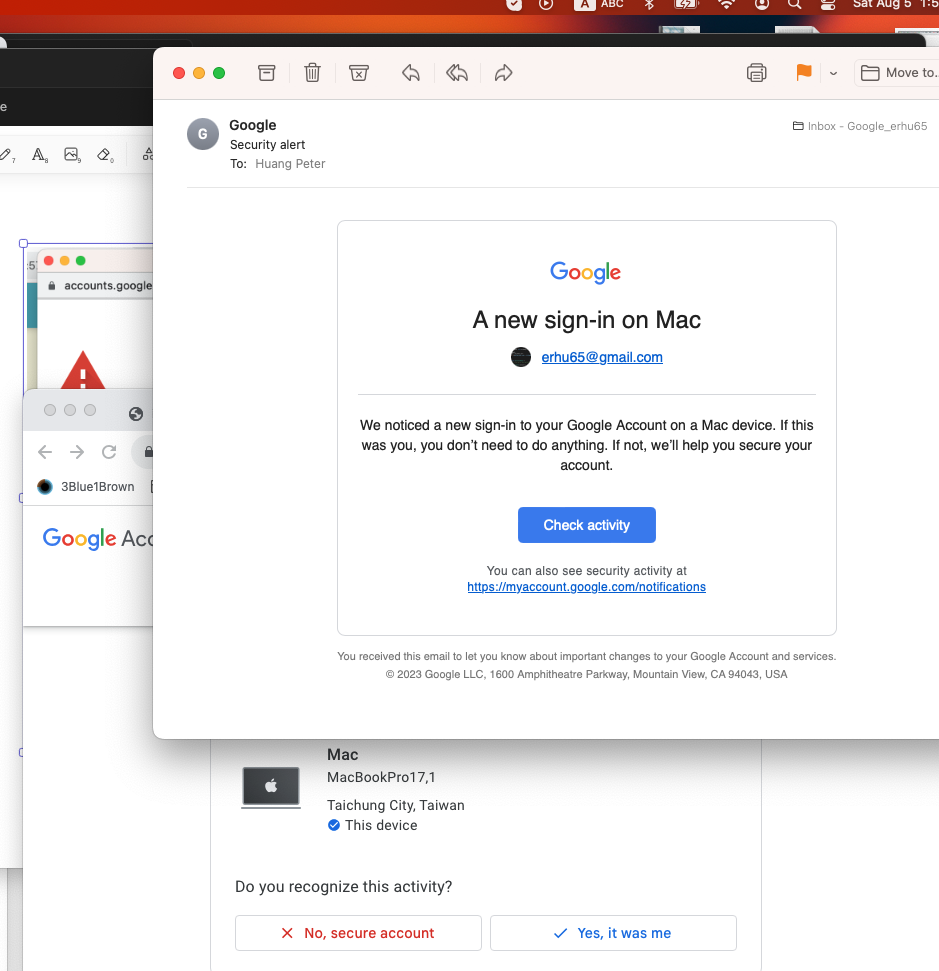 A ABC Sat Aug 5 1:5
Move to...
e
G
Google
Security alert
To: Huang Peter
Inbox - Google_erhu65
7 8 9 0
:57
accounts.google
Google
A new sign-in on Mac
erhu65@gmail.com
We noticed a new sign-in to your Google Account on a Mac device. If this
was you, you don’t need to do anything. If not, we’ll help you secure your
account.
3Blue1Brown
Check activity
Google Acc
You can also see security activity at
https://myaccount.google.com/notifications
You received this email to let you know about important changes to your Google Account and services.
© 2023 Google LLC, 1600 Amphitheatre Parkway, Mountain View, CA 94043, USA
Mac
MacBookPro17,1
Taichung City, Taiwan
This device
Do you recognize this activity?
No, secure account
Yes, it was me